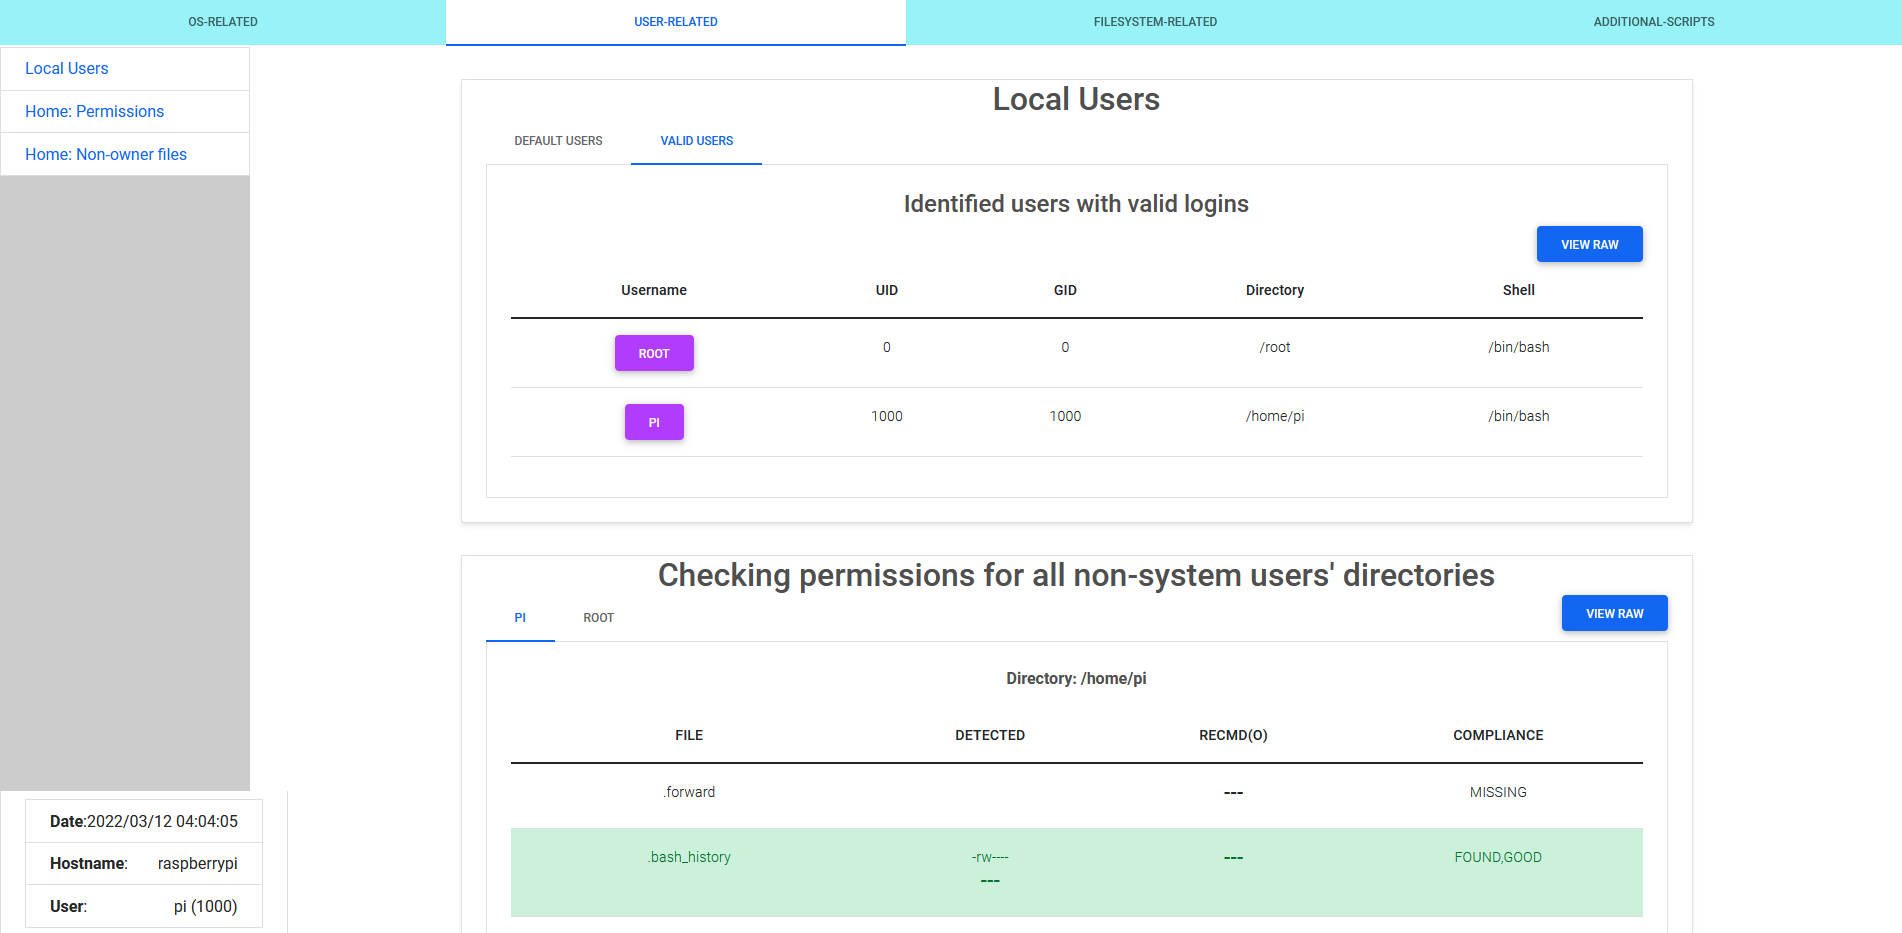 OS-RELATED USER-RELATED FILESYSTEM-RELATED ADDITIONAL-SCRIPTS
Local Users
Home: Permissions
Home: Non-owner files
Local Users
DEFAULT USERS VALID USERS
Identified users with valid logins
VIEW RAW
Username UID GID Directory Shell
ROOT 0 0 /root /bin/bash
PI 1000 1000 /home/pi /bin/bash
Checking permissions for all non-system users' directories
PI ROOT VIEW RAW
Directory: /home/pi
FILE DETECTED RECMD(O) COMPLIANCE
.forward --- MISSING
.bash_history -rw---- --- FOUND,GOOD
---
Date:2022/03/12 04:04:05
Hostname: raspberrypi
User: pi (1000)